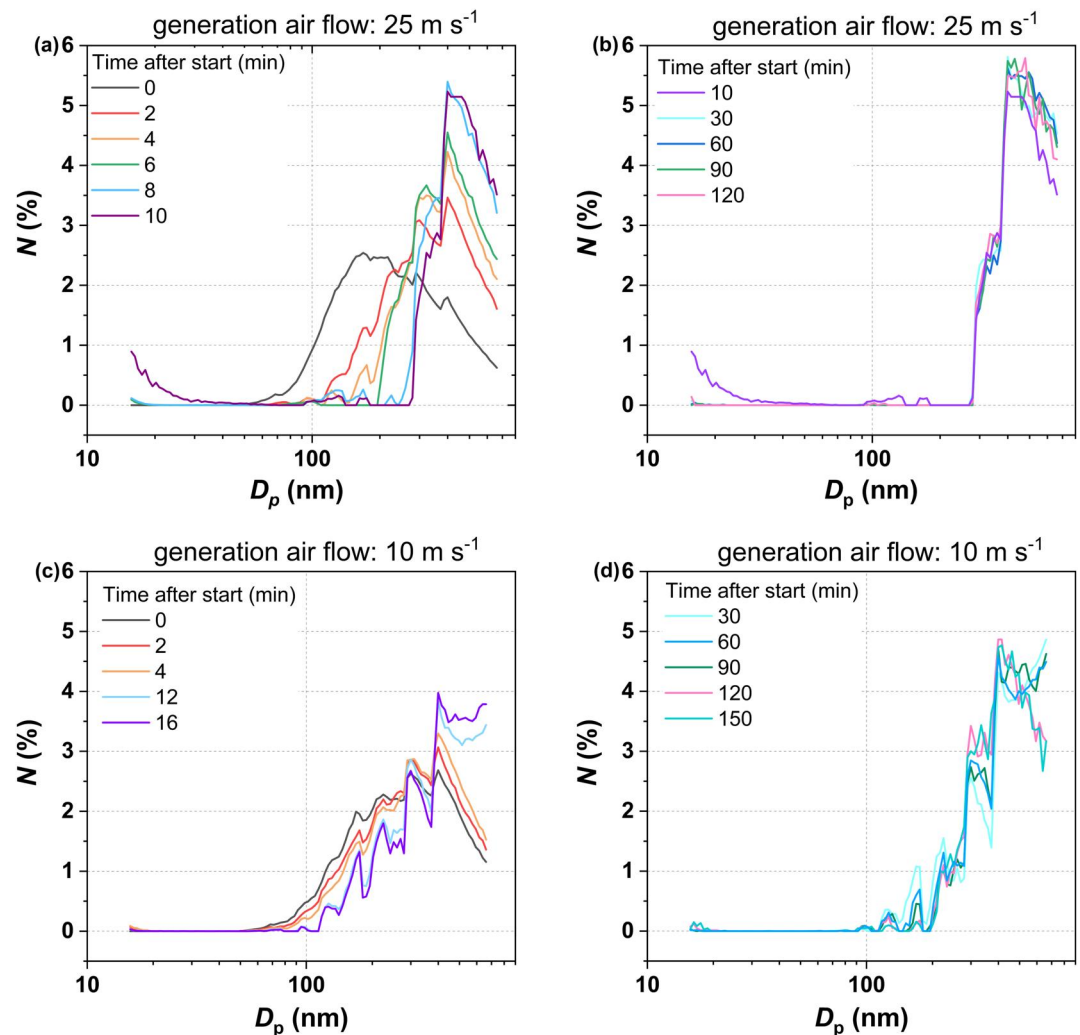 generation air flow: 25 m s⁻¹
(a)
Time after start (min)
0
2
4
6
8
10
6
5
4
3
2
1
0
N (%)
10
100
Dp (nm)
generation air flow: 25 m s⁻¹
(b)
Time after start (min)
10
30
60
90
120
6
5
4
3
2
1
0
N (%)
10
100
Dp (nm)
generation air flow: 10 m s⁻¹
(c)
Time after start (min)
0
2
4
12
16
6
5
4
3
2
1
0
N (%)
10
100
Dp (nm)
generation air flow: 10 m s⁻¹
(d)
Time after start (min)
30
60
90
120
150
6
5
4
3
2
1
0
N (%)
10
100
Dp (nm)